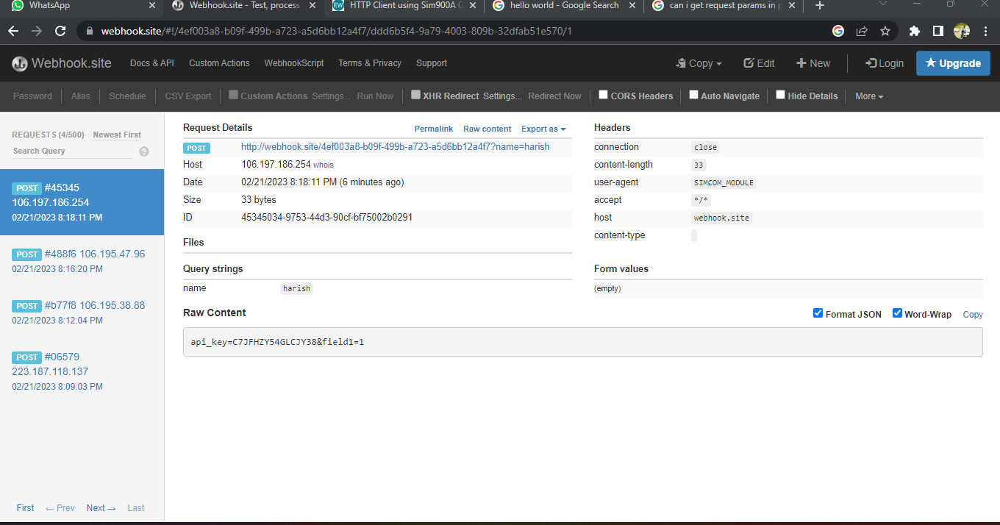 WhatsApp
Webhook.site - Test, process
EW
HTTP Client using Sim900A G
hello world - Google Search
can i get request params in p
webhook.site/#!/4ef003a8-b09f-499b-a723-a5d6bb12a4f7/ddd6b5f4-9a79-4003-809b-32dfab51e570/1
Webhook.site Docs & API Custom Actions WebhookScript Terms & Privacy Support Copy Edit New Login Upgrade
Password Alias Schedule CSV Export Custom Actions Settings... Run Now XHR Redirect Settings... Redirect Now CORS Headers Auto Navigate Hide Details More
REQUESTS (4/500) Newest First
Search Query ?
POST #45345
106.197.186.254
02/21/2023 8:18:11 PM
POST #488f6 106.195.47.96
02/21/2023 8:16:20 PM
POST #b77f8 106.195.38.88
02/21/2023 8:12:04 PM
POST #06579
223.187.118.137
02/21/2023 8:09:03 PM
First ← Prev Next → Last
Request Details Permalink Raw content Export as
POST http://webhook.site/4ef003a8-b09f-499b-a723-a5d6bb12a4f7?name=harish
Host 106.197.186.254 whois
Date 02/21/2023 8:18:11 PM (6 minutes ago)
Size 33 bytes
ID 45345034-9753-44d3-90cf-bf75002b0291
Files
Query strings
name harish
Headers
connection close
content-length 33
user-agent SIMCOM_MODULE
accept */*
host webhook.site
content-type
Form values
(empty)
Raw Content Format JSON Word-Wrap Copy
api_key=C7JFHZY54GLCJY38&field1=1